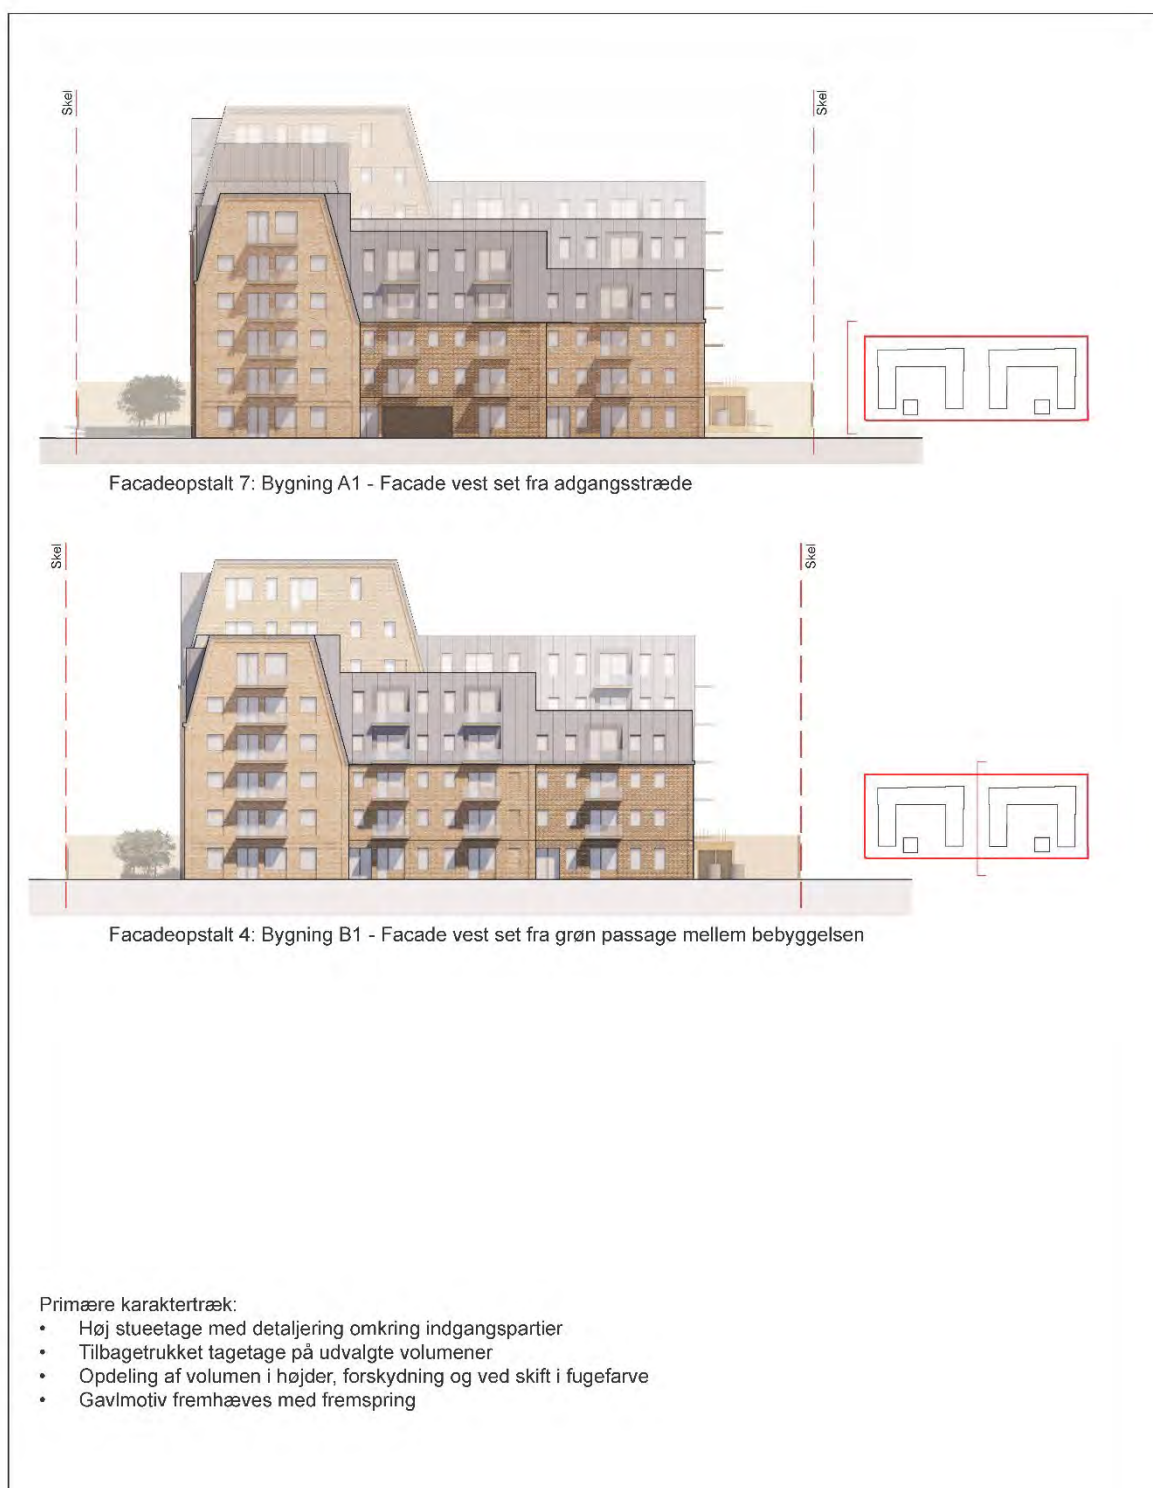 Skel
Skel
Facadeopstalt 7: Bygning A1 - Facade vest set fra adgangsstræde
Skel
Skel
Facadeopstalt 4: Bygning B1 - Facade vest set fra grøn passage mellem bebyggelsen
Primære karaktertræk:
• Høj stueetage med detaljering omkring indgangspartier
• Tilbagetrukket tagetage på udvalgte volumener
• Opdeling af volumen i højder, forskydning og ved skift i fugefarve
• Gavlmotiv fremhæves med fremspring